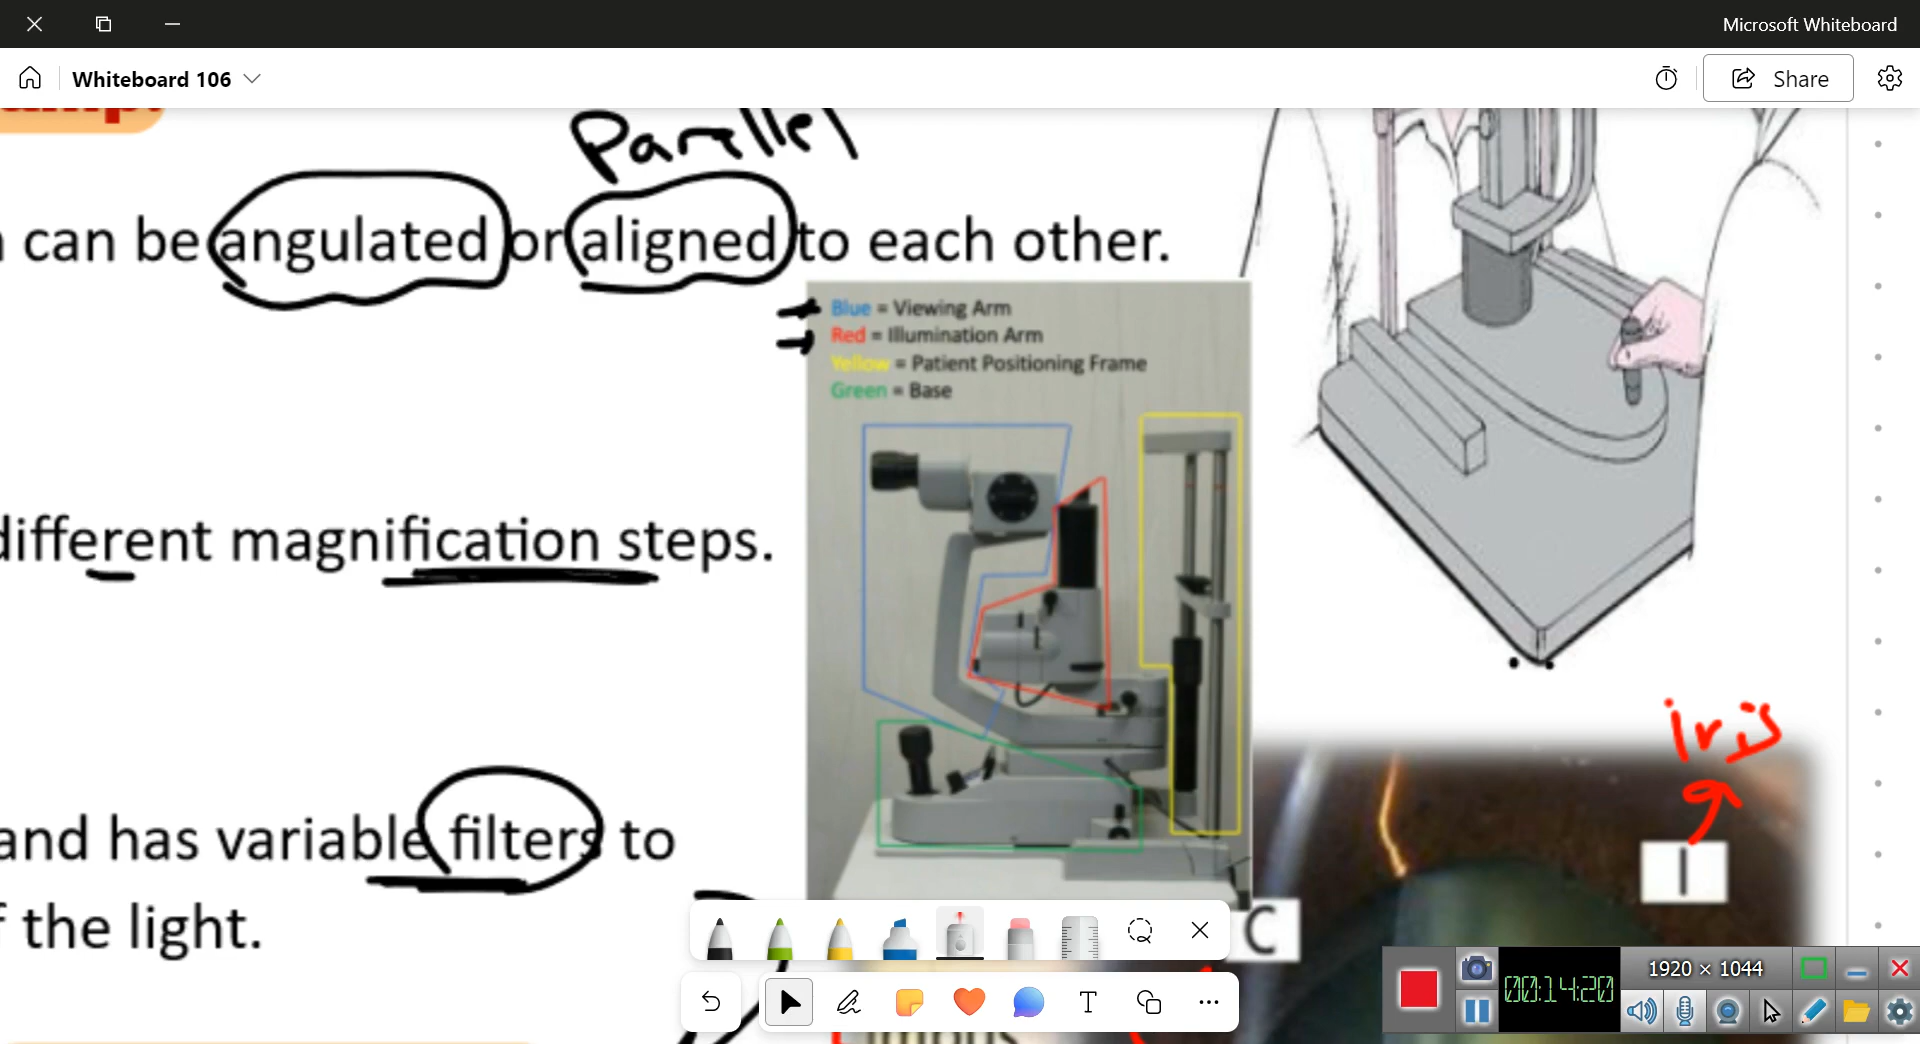 Microsoft Whiteboard
Whiteboard 106
Share
Parellel
can be angulated or aligned to each other.
Blue = Viewing Arm
Red = Illumination Arm
Yellow = Patient Positioning Frame
Green = Base
different magnification steps.
iris
I
and has variable filters to
the light.
C
T
00:14:20
1920 × 1044